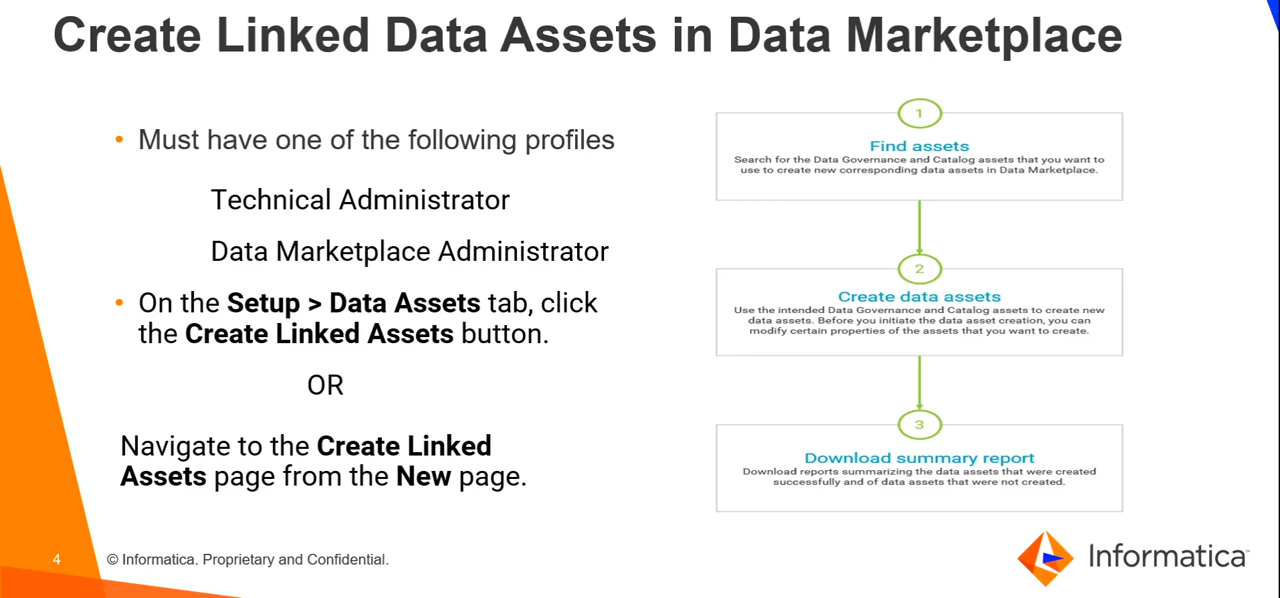 Create Linked Data Assets in Data Marketplace
• Must have one of the following profiles
Technical Administrator
Data Marketplace Administrator
• On the Setup > Data Assets tab, click
the Create Linked Assets button.
OR
Navigate to the Create Linked
Assets page from the New page.
1
Find assets
Search for the Data Governance and Catalog assets that you want to
use to create new corresponding data assets in Data Marketplace.
2
Create data assets
Use the intended Data Governance and Catalog assets to create new
data assets. Before you initiate the data asset creation, you can
modify certain properties of the assets that you want to create.
3
Download summary report
Download reports summarizing the data assets that were created
successfully and of data assets that were not created.
4
© Informatica. Proprietary and Confidential.
Informatica™